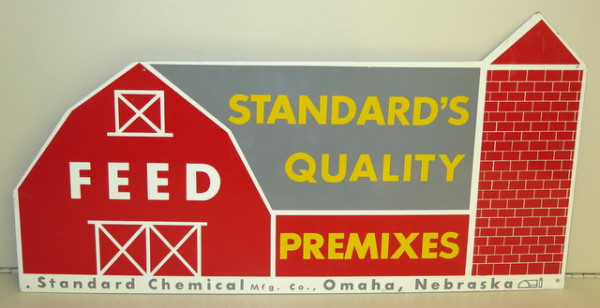 STANDARD'S
QUALITY
FEED
PREMIXES
Standard Chemical Mfg. Co., Omaha, Nebraska